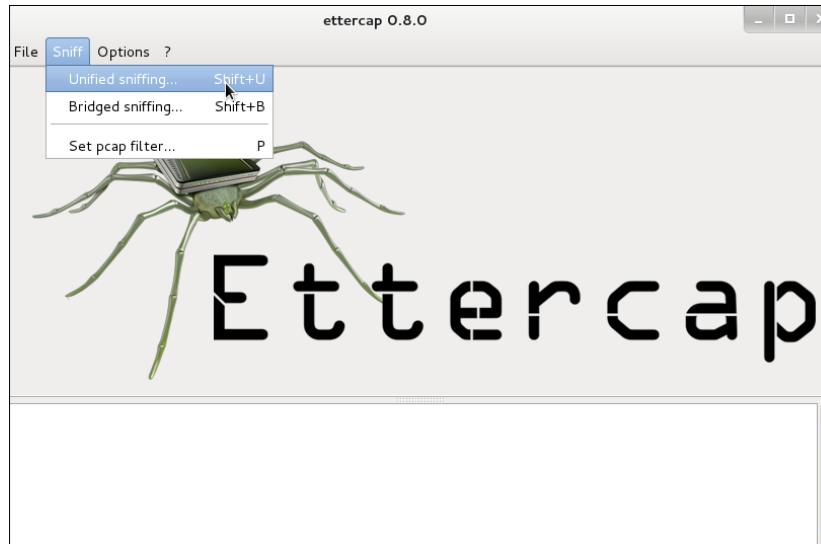 ettercap 0.8.0
File Sniff Options ?
Unified sniffing... Shift+U
Bridged sniffing... Shift+B
Set pcap filter... P
Ettercap